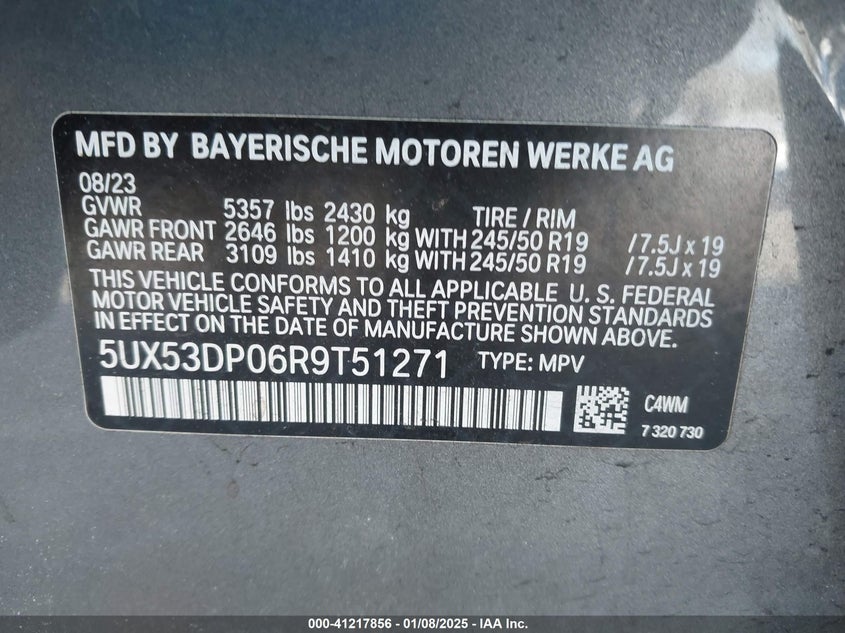 MFD BY BAYERISCHE MOTOREN WERKE AG
08/23
GVWR 5357 lbs 2430 kg TIRE / RIM
GAWR FRONT 2646 lbs 1200 kg WITH 245/50 R19 /7.5J x 19
GAWR REAR 3109 lbs 1410 kg WITH 245/50 R19 /7.5J x 19
THIS VEHICLE CONFORMS TO ALL APPLICABLE U. S. FEDERAL
MOTOR VEHICLE SAFETY AND THEFT PREVENTION STANDARDS
IN EFFECT ON THE DATE OF MANUFACTURE SHOWN ABOVE.
5UX53DP06R9T51271 TYPE: MPV
C4WM
7 320 730
000-41217856 - 01/08/2025 - IAA Inc.